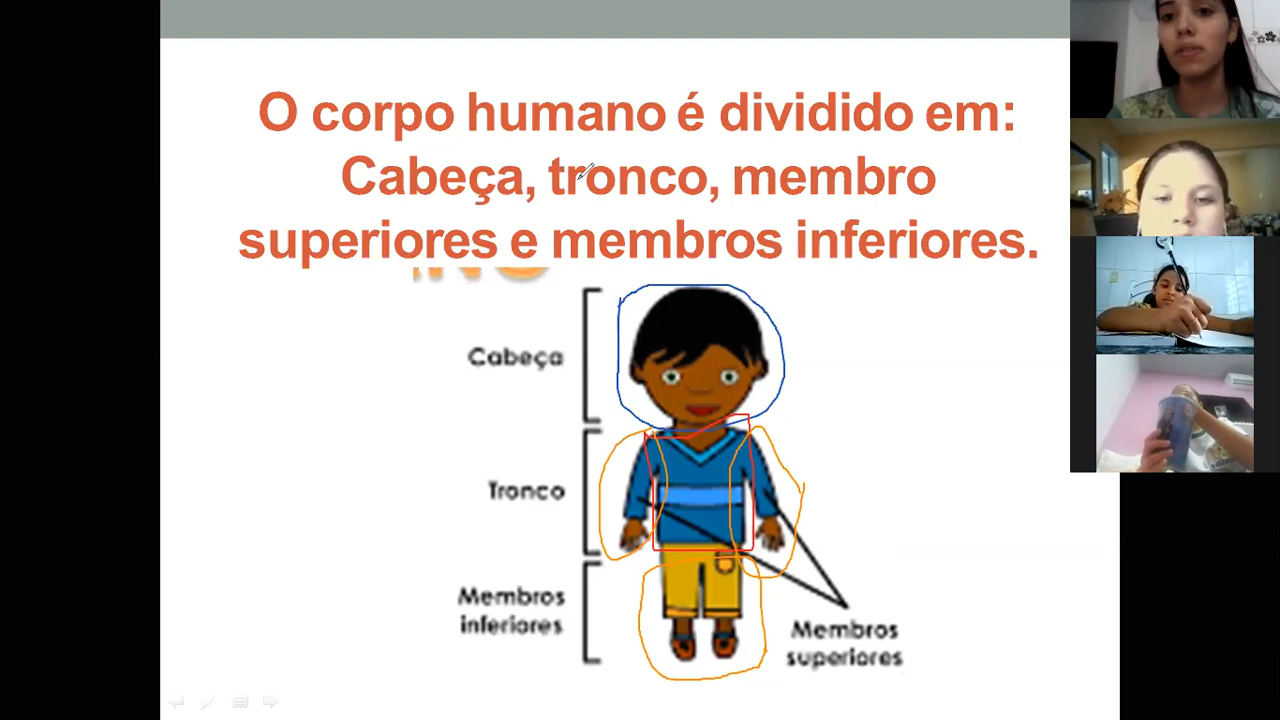 O corpo humano é dividido em:
Cabeça, tronco, membro
superiores e membros inferiores.
Cabeça
Tronco
Membros
inferiores
Membros
superiores